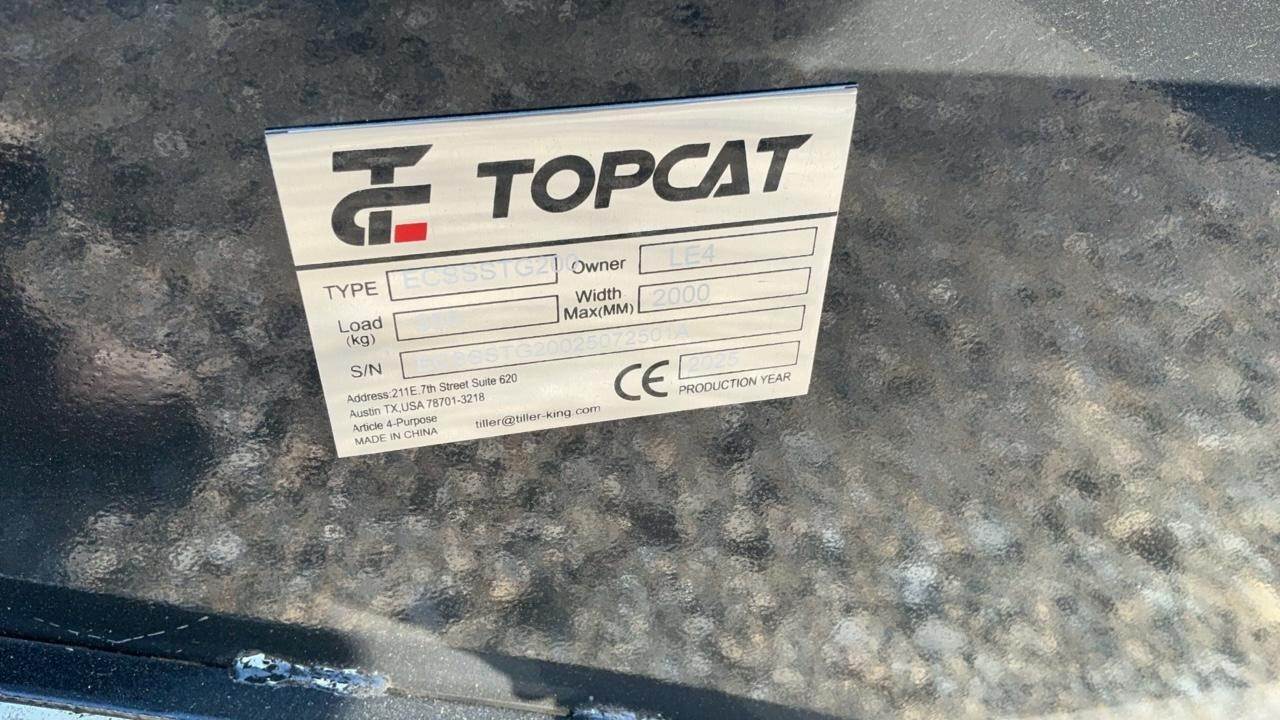 TOPCAT
TYPE ECSSSTG200 Owner LE4
Load (kg) Width Max(MM) 2000
S/N
Address:211E.7th Street Suite 620
Austin TX,USA 78701-3218
Article 4-Purpose
MADE IN CHINA
tiller@tiller-king.com
CE 2025
PRODUCTION YEAR